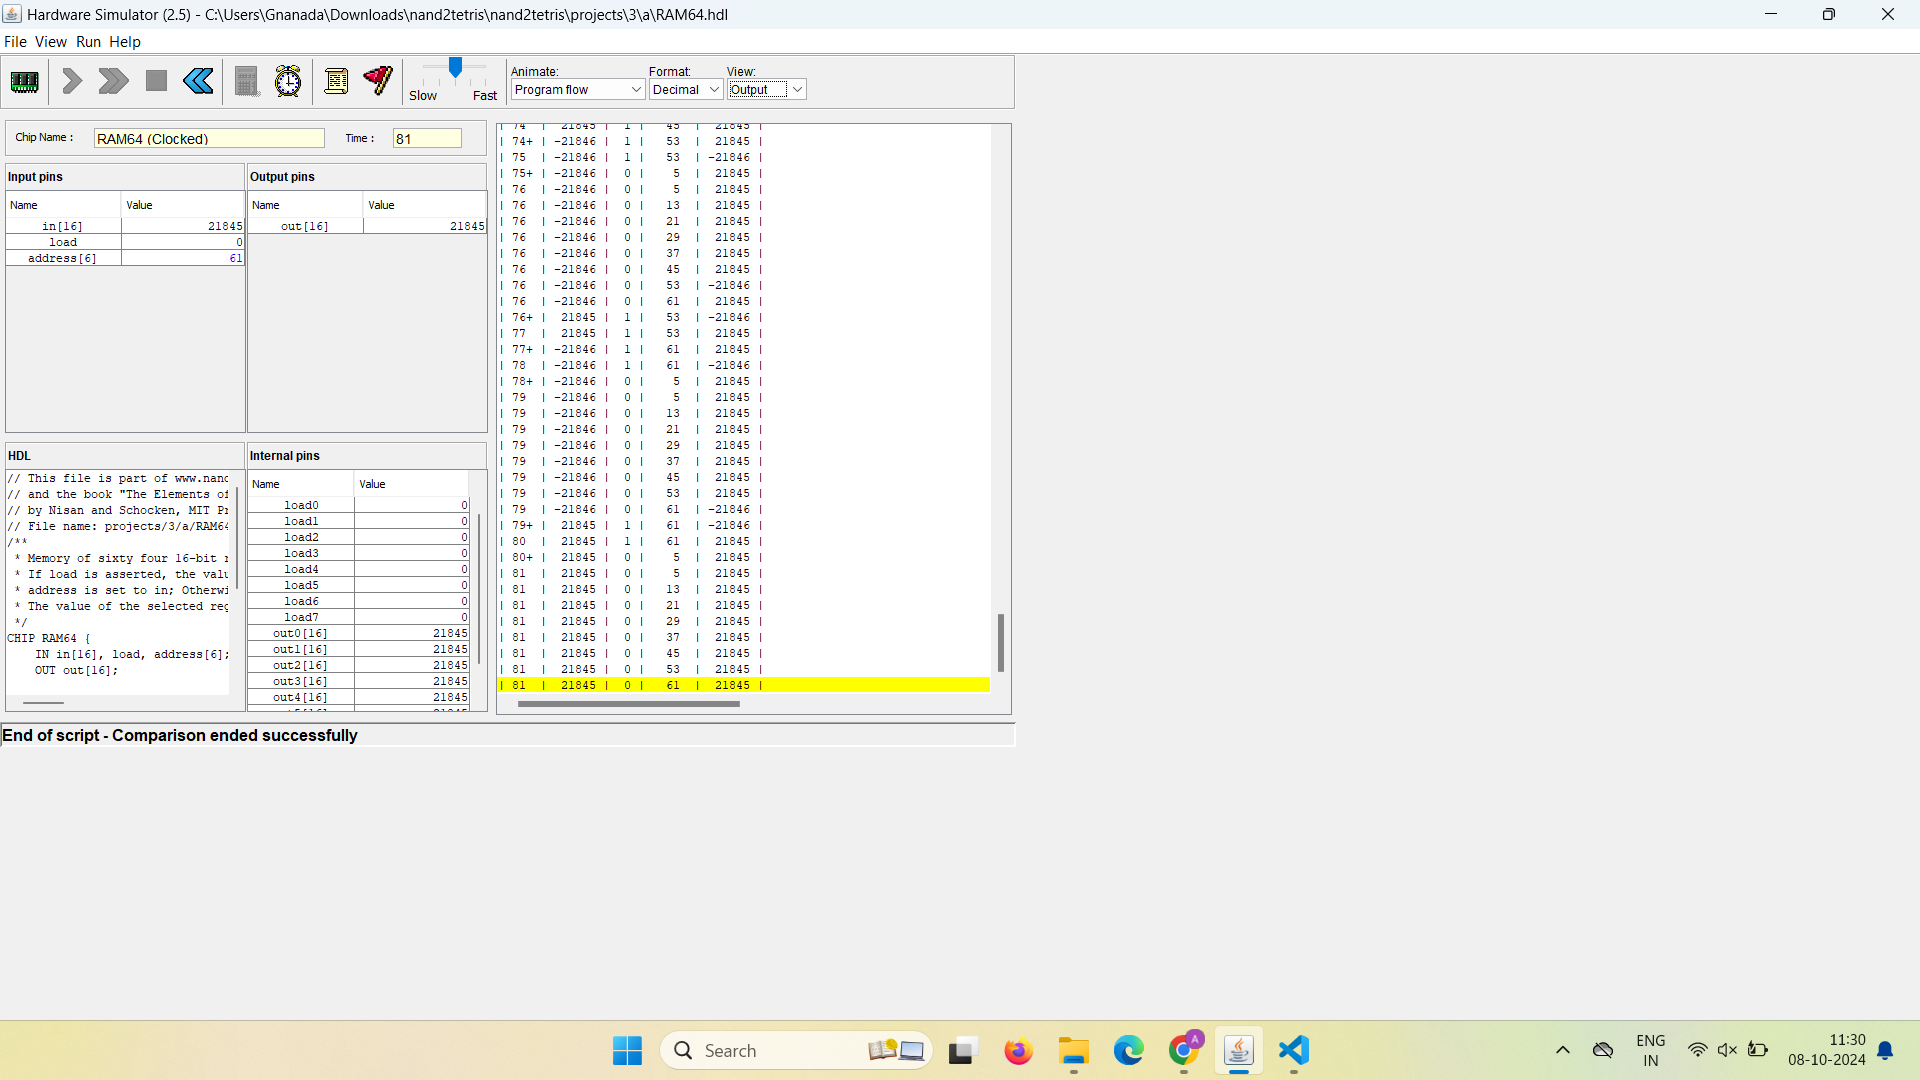 Hardware Simulator (2.5) - C:\Users\Gnanada\Downloads\nand2tetris\nand2tetris\projects\3\a\RAM64.hdl
File View Run Help
Slow Fast
Animate: Format: View:
Program flow Decimal Output
Chip Name : RAM64 (Clocked) Time : 81
Input pins
Name Value
in[16] 21845
load 0
address[6] 61
Output pins
Name Value
out[16] 21845
HDL
// This file is part of www.nand
// and the book "The Elements of
// by Nisan and Schocken, MIT Pr
// File name: projects/3/a/RAM64
/**
* Memory of sixty four 16-bit r
* If load is asserted, the valu
* address is set to in; Otherwi
* The value of the selected reg
*/
CHIP RAM64 {
IN in[16], load, address[6];
OUT out[16];
Internal pins
Name Value
load0 0
load1 0
load2 0
load3 0
load4 0
load5 0
load6 0
load7 0
out0[16] 21845
out1[16] 21845
out2[16] 21845
out3[16] 21845
out4[16] 21845
| 74 | 21845 | 1 | 45 | 21845 |
| 74+ | -21846 | 1 | 53 | 21845 |
| 75 | -21846 | 1 | 53 | -21846 |
| 75+ | -21846 | 0 | 5 | 21845 |
| 76 | -21846 | 0 | 5 | 21845 |
| 76 | -21846 | 0 | 13 | 21845 |
| 76 | -21846 | 0 | 21 | 21845 |
| 76 | -21846 | 0 | 29 | 21845 |
| 76 | -21846 | 0 | 37 | 21845 |
| 76 | -21846 | 0 | 45 | 21845 |
| 76 | -21846 | 0 | 53 | -21846 |
| 76 | -21846 | 0 | 61 | 21845 |
| 76+ | 21845 | 1 | 53 | -21846 |
| 77 | 21845 | 1 | 53 | 21845 |
| 77+ | -21846 | 1 | 61 | 21845 |
| 78 | -21846 | 1 | 61 | -21846 |
| 78+ | -21846 | 0 | 5 | 21845 |
| 79 | -21846 | 0 | 5 | 21845 |
| 79 | -21846 | 0 | 13 | 21845 |
| 79 | -21846 | 0 | 21 | 21845 |
| 79 | -21846 | 0 | 29 | 21845 |
| 79 | -21846 | 0 | 37 | 21845 |
| 79 | -21846 | 0 | 45 | 21845 |
| 79 | -21846 | 0 | 53 | 21845 |
| 79 | -21846 | 0 | 61 | -21846 |
| 79+ | 21845 | 1 | 61 | -21846 |
| 80 | 21845 | 1 | 61 | 21845 |
| 80+ | 21845 | 0 | 5 | 21845 |
| 81 | 21845 | 0 | 5 | 21845 |
| 81 | 21845 | 0 | 13 | 21845 |
| 81 | 21845 | 0 | 21 | 21845 |
| 81 | 21845 | 0 | 29 | 21845 |
| 81 | 21845 | 0 | 37 | 21845 |
| 81 | 21845 | 0 | 45 | 21845 |
| 81 | 21845 | 0 | 53 | 21845 |
| 81 | 21845 | 0 | 61 | 21845 |
End of script - Comparison ended successfully
Search
A
ENG
IN
11:30
08-10-2024